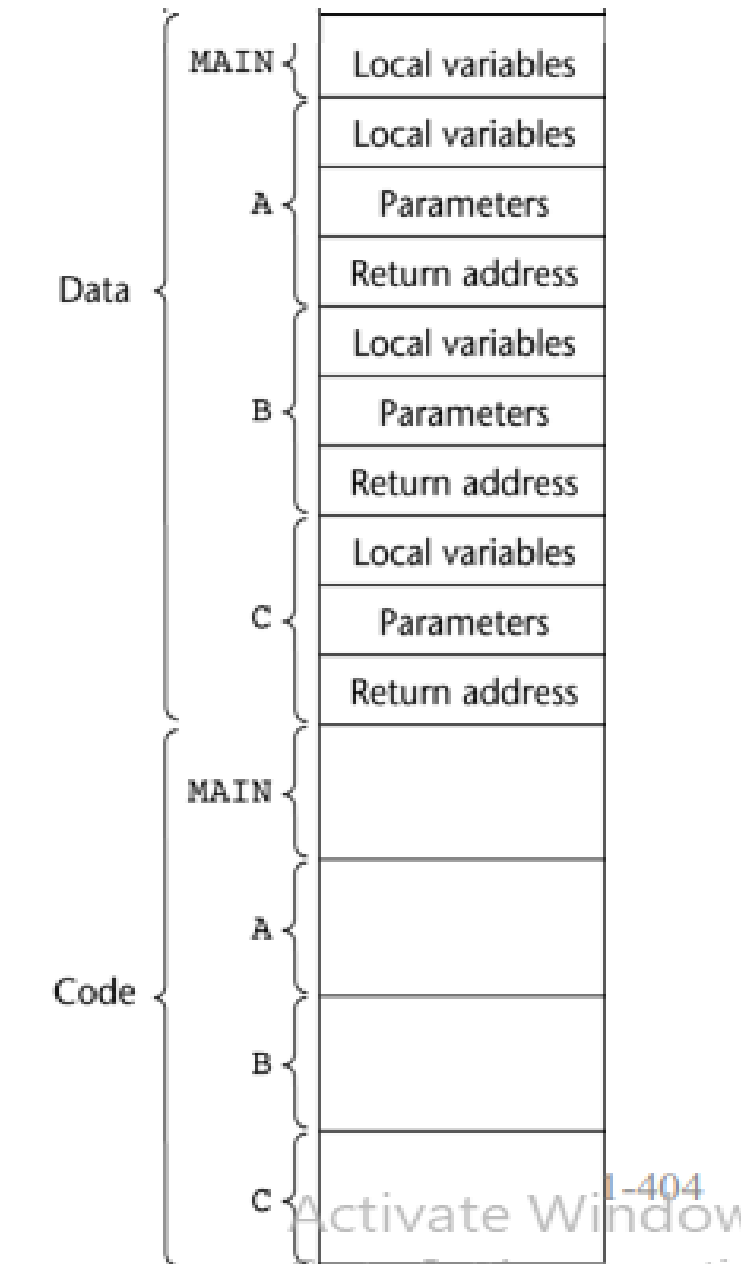 MAIN
Local variables
Local variables
A
Parameters
Return address
Data
Local variables
B
Parameters
Return address
Local variables
C
Parameters
Return address
MAIN
A
Code
B
C
1-404
Activate Window